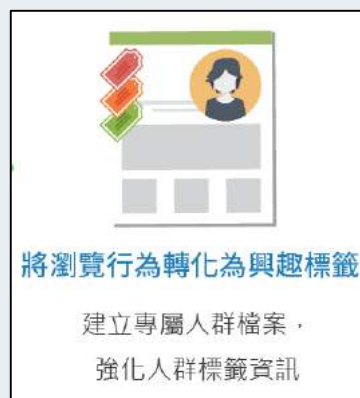 將瀏覽行為轉化為興趣標籤
建立專屬人群檔案，
強化人群標籤資訊